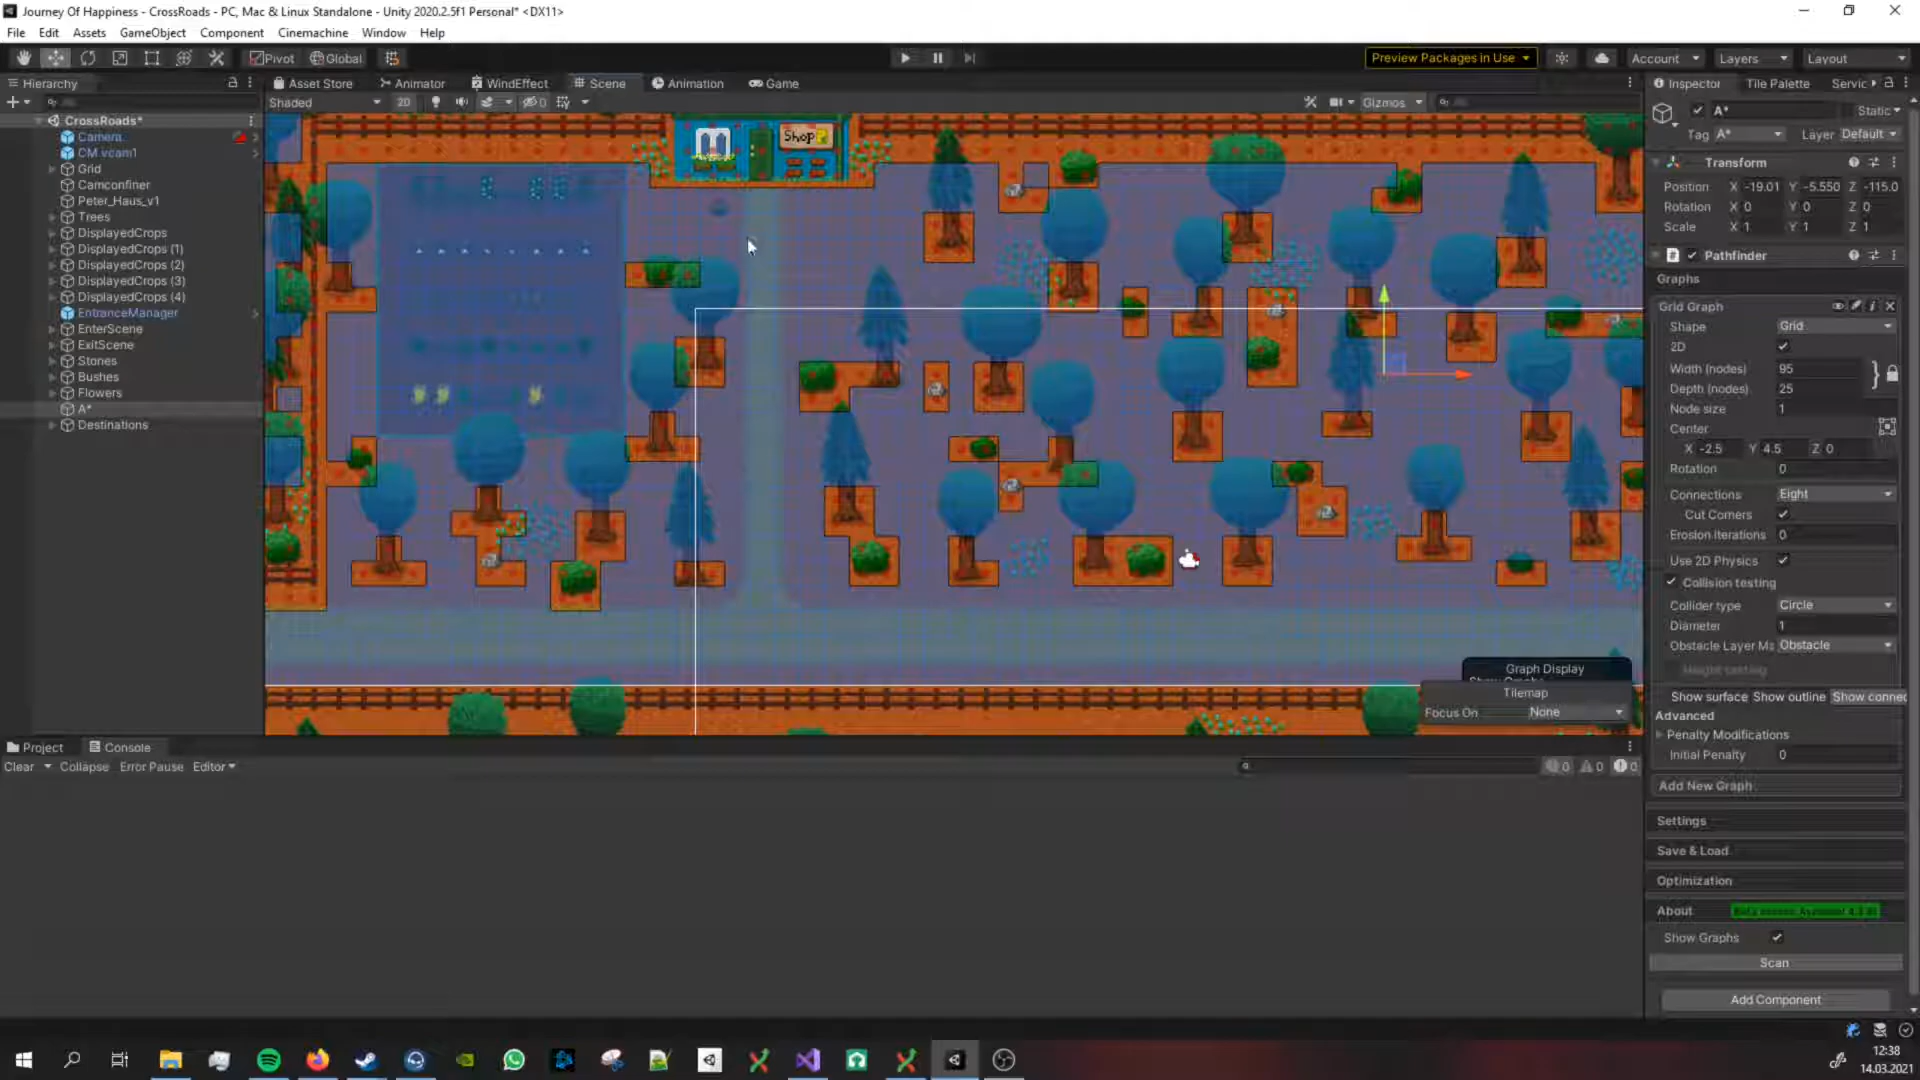 Journey Of Happiness - CrossRoads - PC, Mac & Linux Standalone - Unity 2020.2.5f1 Personal* <DX11>
File Edit Assets GameObject Component Cinemachine Window Help
Pivot Global Preview Packages in Use Account Layers Layout
Hierarchy Asset Store Animator WindEffect Scene Animation Game Inspector Tile Palette Servic
Shaded 2D 0 Gizmos
CrossRoads*
Camera
CM vcam1
Grid
Camconfiner
Peter_Haus_v1
Trees
DisplayedCrops
DisplayedCrops (1)
DisplayedCrops (2)
DisplayedCrops (3)
DisplayedCrops (4)
EntranceManager
EnterScene
ExitScene
Stones
Bushes
Flowers
A*
Destinations
Shop
Graph Display
Tilemap
Focus On None
A* Static
Tag A* Layer Default
Transform
Position X -19.01 Y -5.550 Z -115.0
Rotation X 0 Y 0 Z 0
Scale X 1 Y 1 Z 1
Pathfinder
Graphs
Grid Graph
Shape Grid
2D
Width (nodes) 95
Depth (nodes) 25
Node size 1
Center
X -2.5 Y 4.5 Z 0
Rotation 0
Connections Eight
Cut Corners
Erosion Iterations 0
Use 2D Physics
Collision testing
Collider type Circle
Diameter 1
Obstacle Layer Ma Obstacle
Height testing
Show surface Show outline Show connec
Advanced
Penalty Modifications
Initial Penalty 0
Add New Graph
Settings
Save & Load
Optimization
About
Show Graphs
Scan
Add Component
Project Console
Clear Collapse Error Pause Editor 0 0 0
12:38
14.03.2021